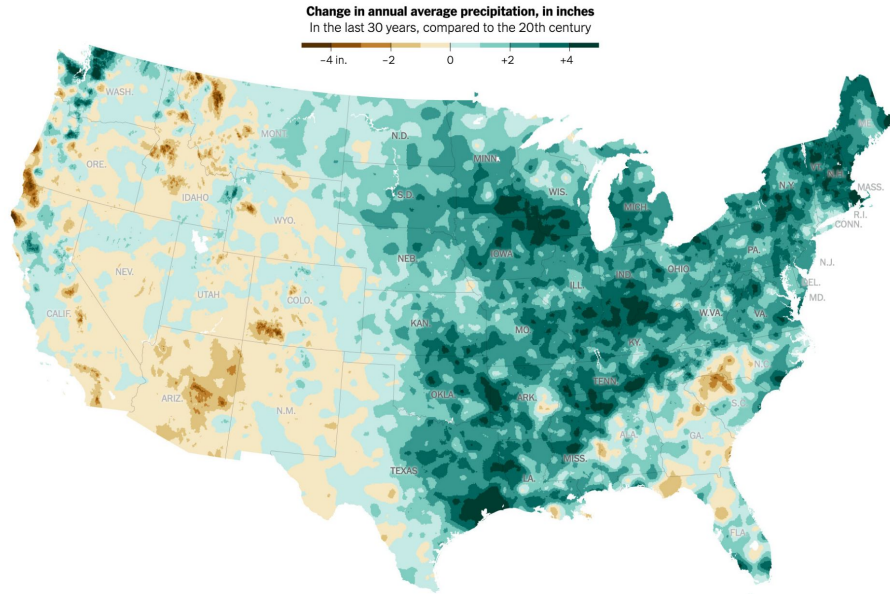 Change in annual average precipitation, in inches
In the last 30 years, compared to the 20th century
−4 in. −2 0 +2 +4
WASH.
MONT.
N.D.
MINN.
ME.
ORE.
IDAHO
S.D.
WIS.
VT.
N.H.
N.Y.
MASS.
WYO.
MICH.
R.I.
CONN.
NEB.
IOWA
PA.
NEV.
UTAH
COLO.
ILL.
IND.
OHIO
N.J.
DEL.
MD.
CALIF.
KAN.
MO.
W.VA.
VA.
KY.
ARIZ.
N.M.
OKLA.
ARK.
TENN.
N.C.
S.C.
TEXAS
LA.
MISS.
ALA.
GA.
FLA.